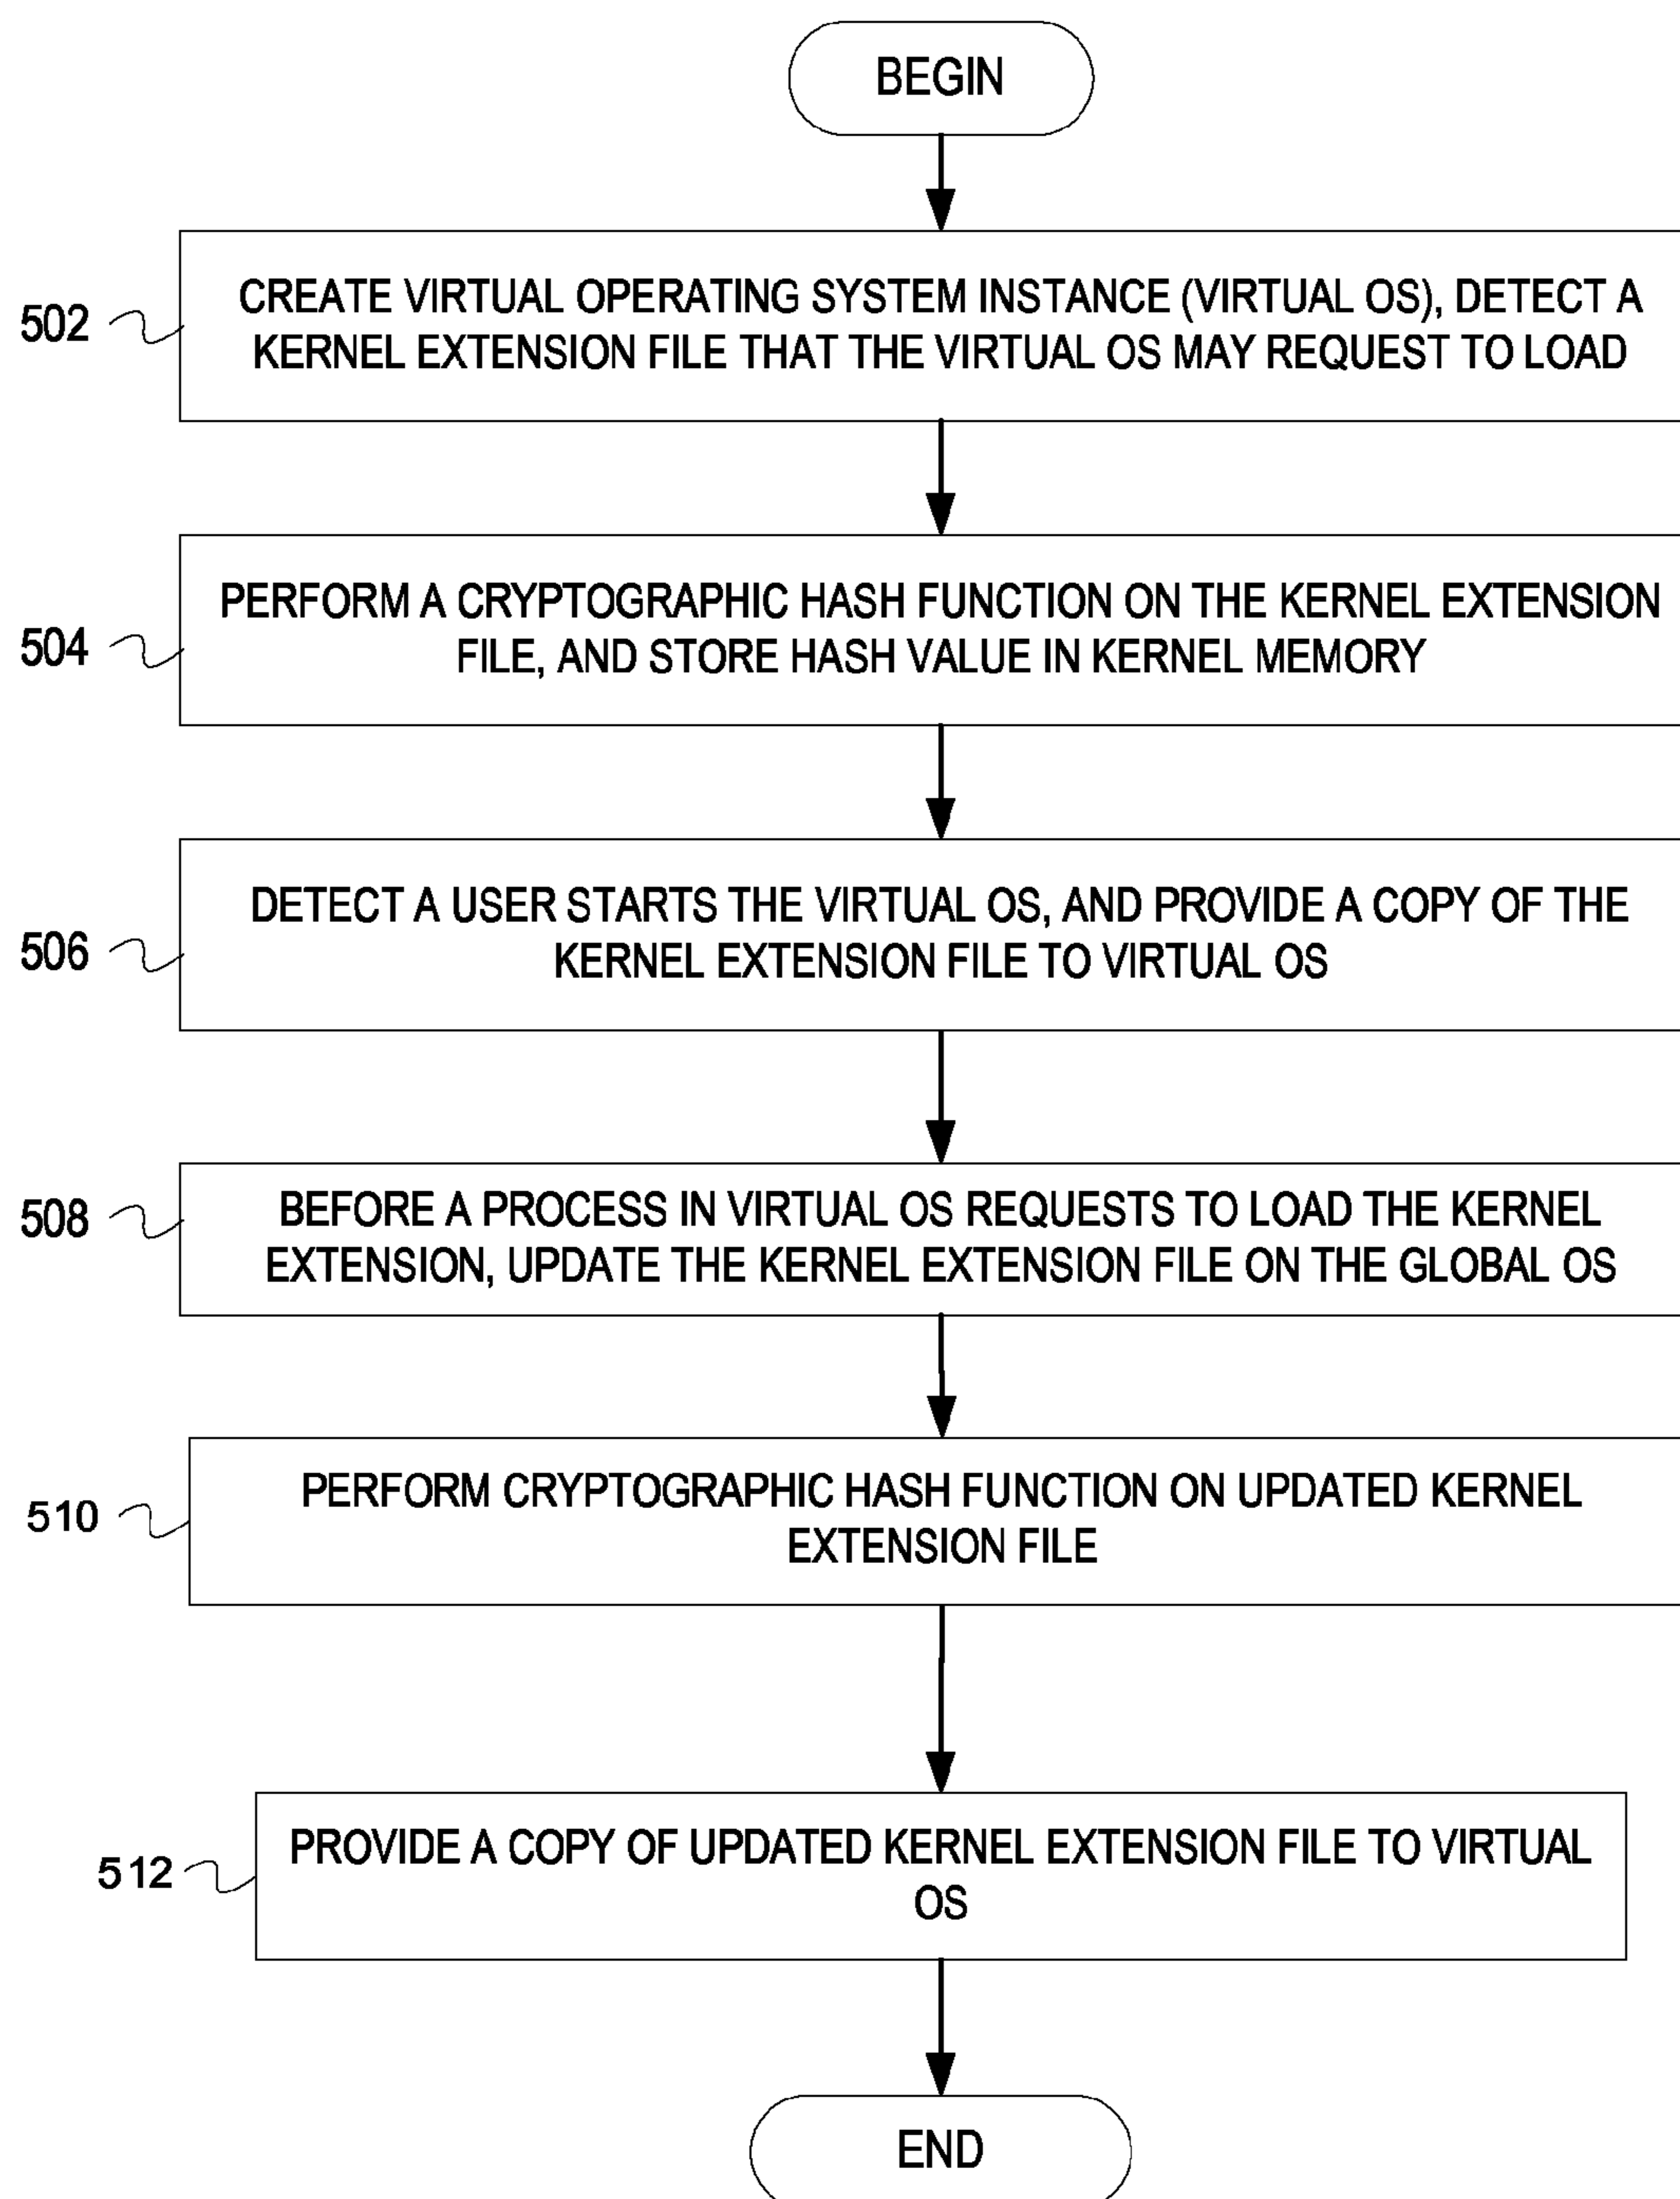 BEGIN
502
CREATE VIRTUAL OPERATING SYSTEM INSTANCE (VIRTUAL OS), DETECT A
KERNEL EXTENSION FILE THAT THE VIRTUAL OS MAY REQUEST TO LOAD
504
PERFORM A CRYPTOGRAPHIC HASH FUNCTION ON THE KERNEL EXTENSION
FILE, AND STORE HASH VALUE IN KERNEL MEMORY
506
DETECT A USER STARTS THE VIRTUAL OS, AND PROVIDE A COPY OF THE
KERNEL EXTENSION FILE TO VIRTUAL OS
508
BEFORE A PROCESS IN VIRTUAL OS REQUESTS TO LOAD THE KERNEL
EXTENSION, UPDATE THE KERNEL EXTENSION FILE ON THE GLOBAL OS
510
PERFORM CRYPTOGRAPHIC HASH FUNCTION ON UPDATED KERNEL
EXTENSION FILE
512
PROVIDE A COPY OF UPDATED KERNEL EXTENSION FILE TO VIRTUAL
OS
END